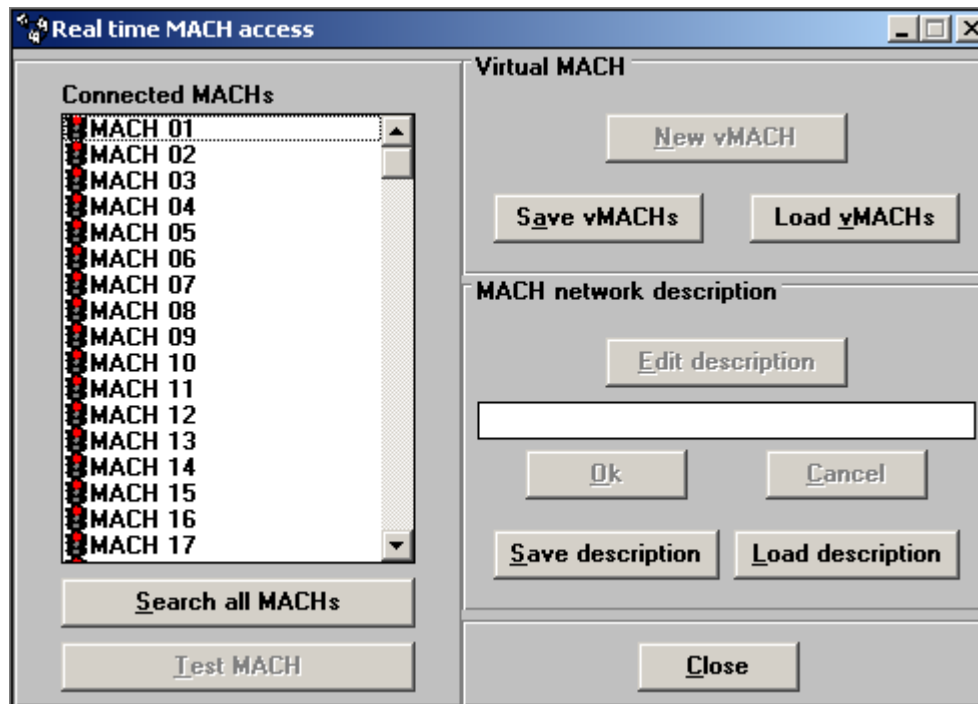 Real time MACH access
Connected MACHs
MACH 01
MACH 02
MACH 03
MACH 04
MACH 05
MACH 06
MACH 07
MACH 08
MACH 09
MACH 10
MACH 11
MACH 12
MACH 13
MACH 14
MACH 15
MACH 16
MACH 17
Search all MACHs
Test MACH
Virtual MACH
New vMACH
Save vMACHs
Load vMACHs
MACH network description
Edit description
Ok
Cancel
Save description
Load description
Close